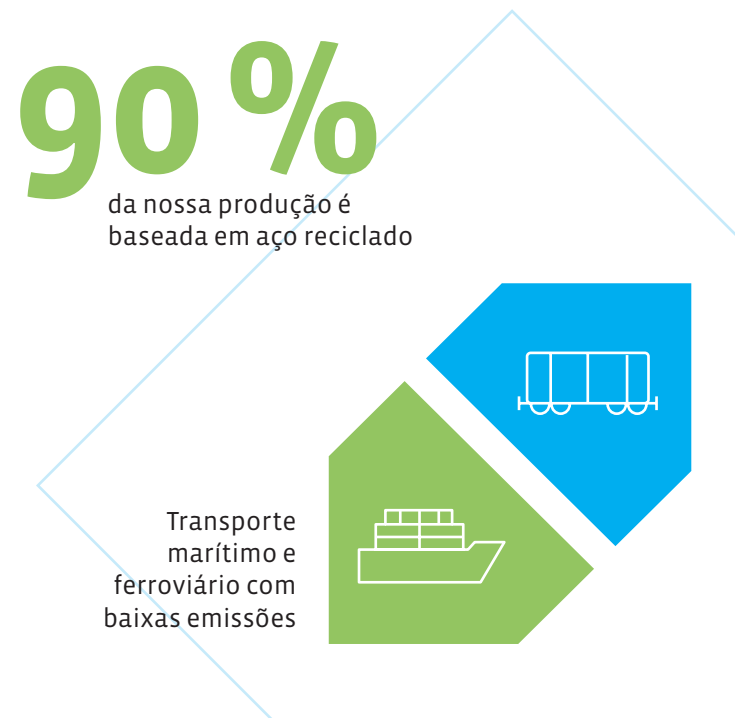 90 %
da nossa produção é
baseada em aço reciclado
Transporte
marítimo e
ferroviário com
baixas emissões